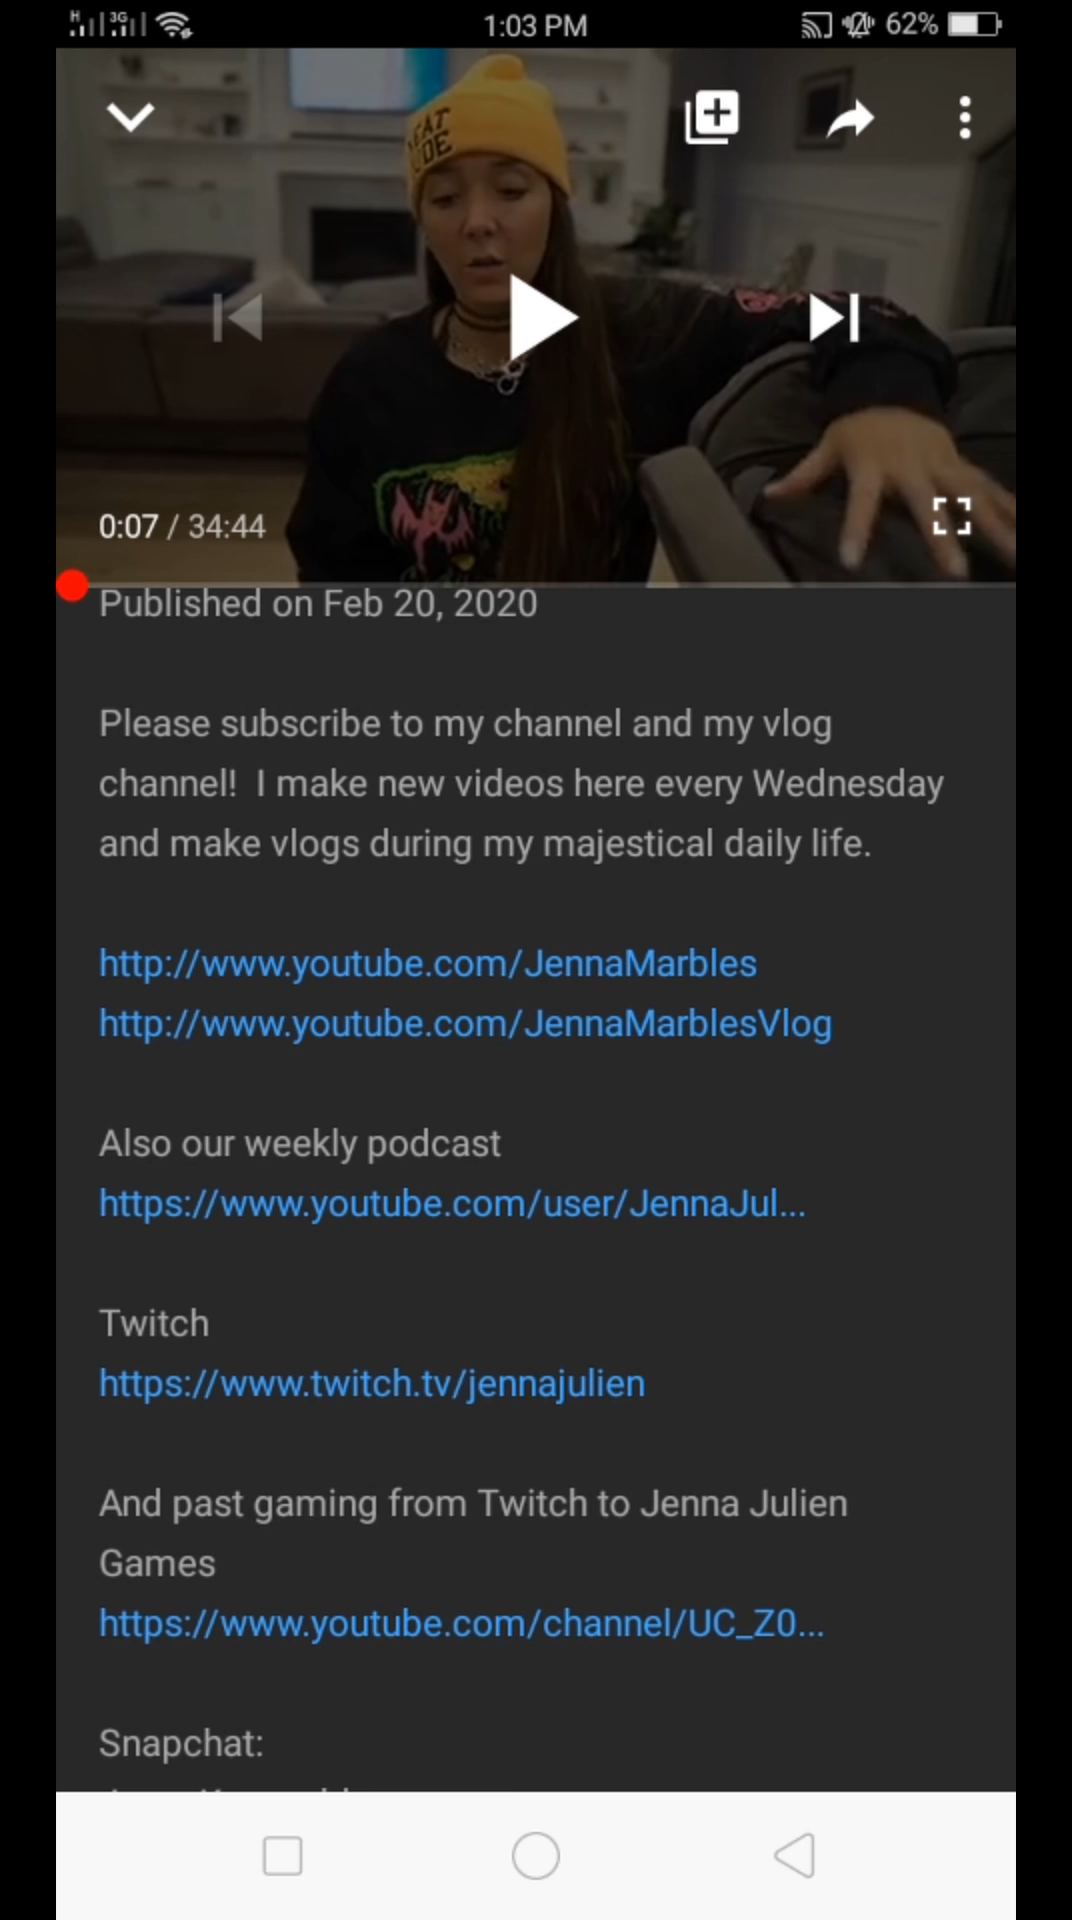 H 3G 1:03 PM 62%
EAT
0:07 / 34:44
Published on Feb 20, 2020
Please subscribe to my channel and my vlog
channel!  I make new videos here every Wednesday
and make vlogs during my majestical daily life.
http://www.youtube.com/JennaMarbles
http://www.youtube.com/JennaMarblesVlog
Also our weekly podcast
https://www.youtube.com/user/JennaJul...
Twitch
https://www.twitch.tv/jennajulien
And past gaming from Twitch to Jenna Julien
Games
https://www.youtube.com/channel/UC_Z0...
Snapchat: